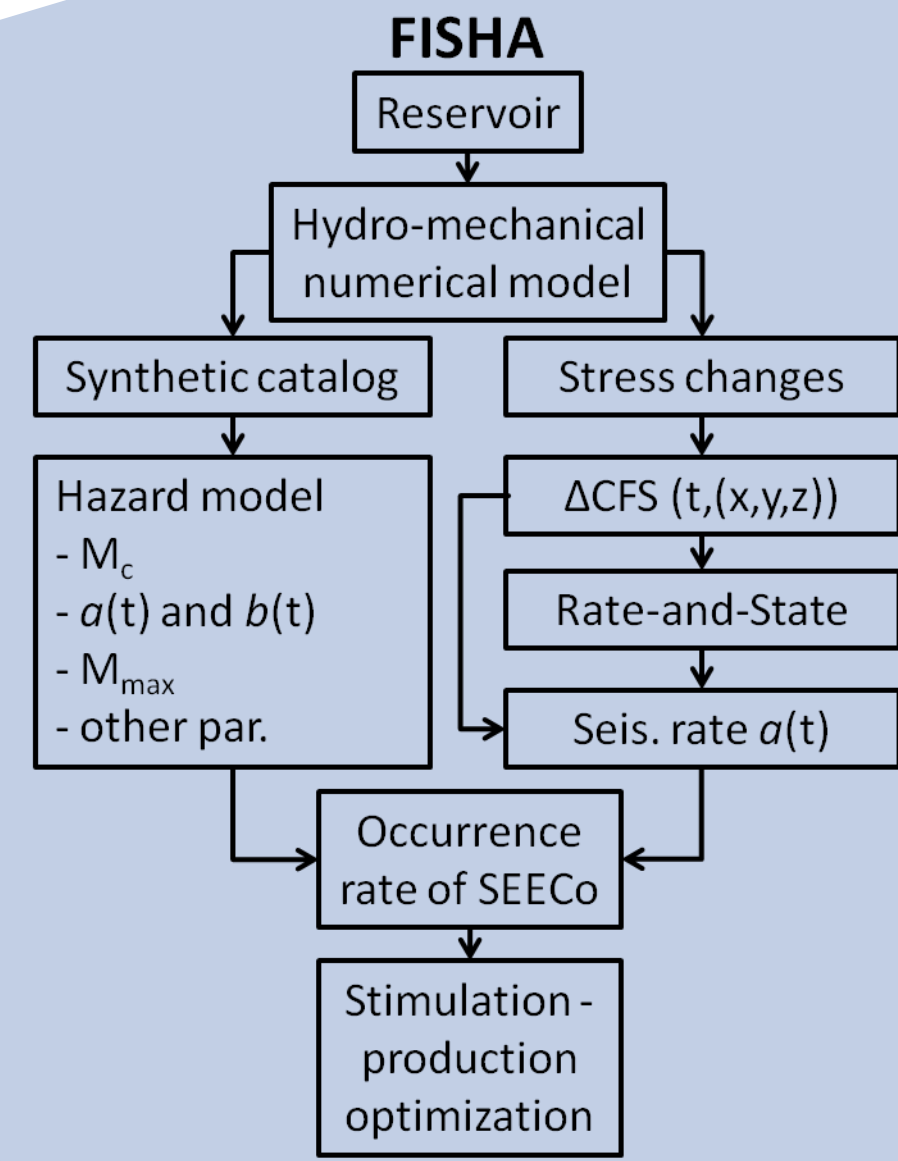 FISHA
Reservoir
Hydro-mechanical
numerical model
Synthetic catalog
Stress changes
Hazard model
- Mc
- a(t) and b(t)
- Mmax
- other par.
ΔCFS (t,(x,y,z))
Rate-and-State
Seis. rate a(t)
Occurrence
rate of SEECo
Stimulation -
production
optimization